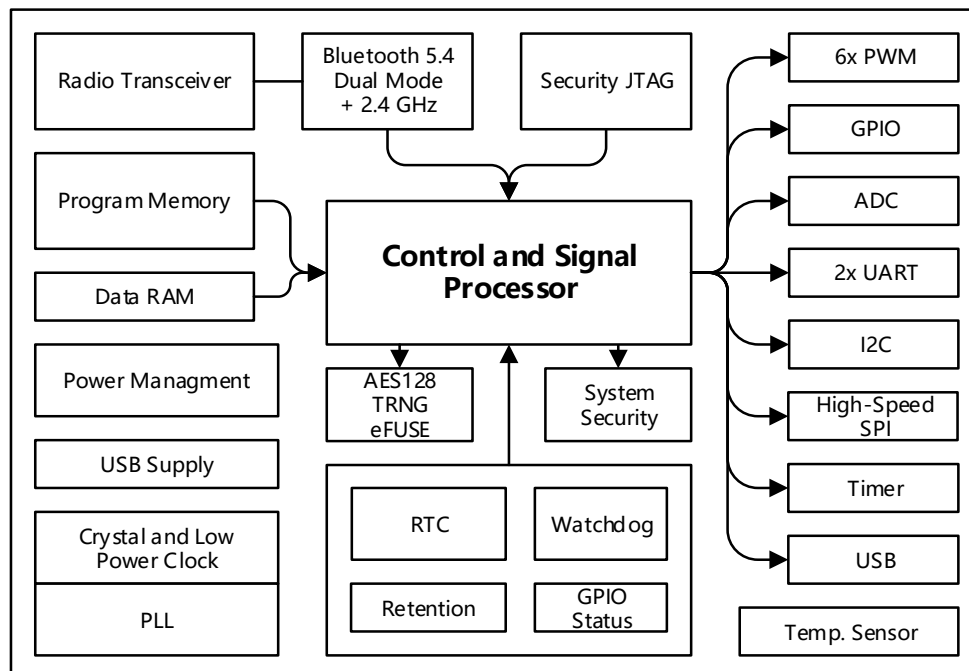 Radio Transceiver
Bluetooth 5.4
Dual Mode
+ 2.4 GHz
Security JTAG
6x PWM
GPIO
Program Memory
ADC
Control and Signal
Processor
2x UART
Data RAM
I2C
Power Managment
AES128
TRNG
eFUSE
System
Security
High-Speed
SPI
USB Supply
Timer
RTC
Watchdog
Crystal and Low
Power Clock
USB
Retention
GPIO
Status
PLL
Temp. Sensor